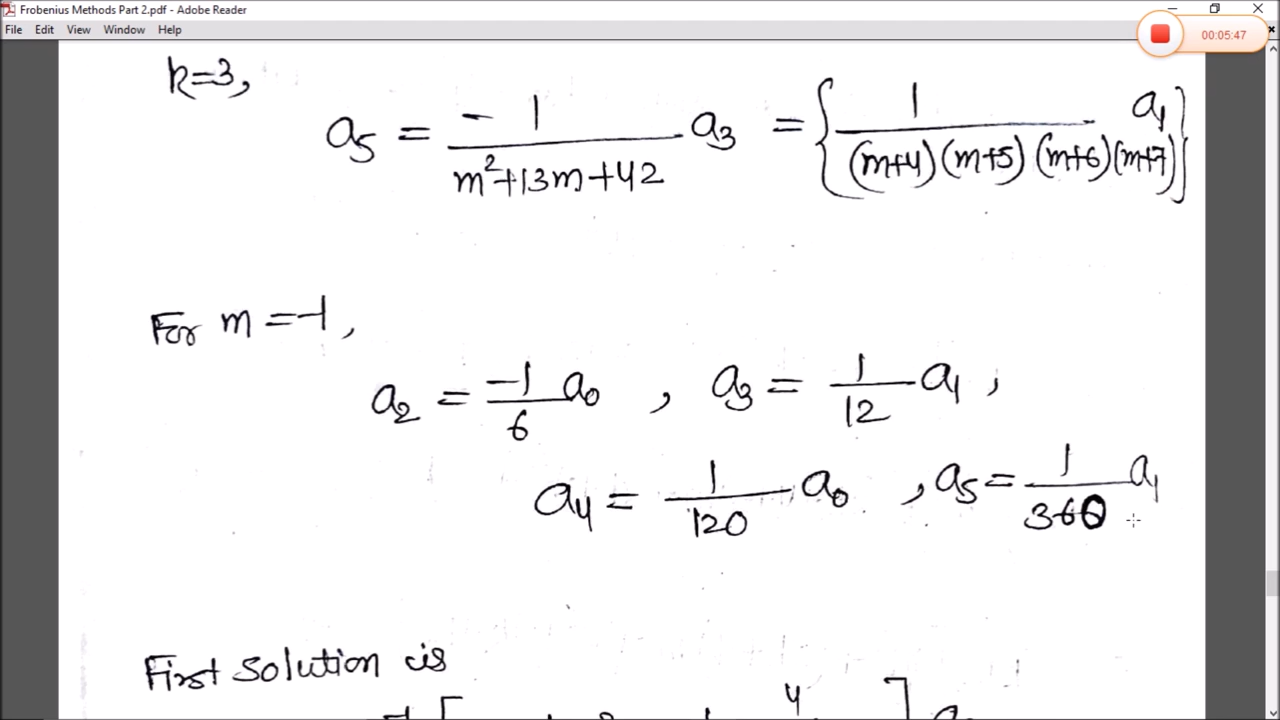 Frobenius Methods Part 2.pdf - Adobe Reader
File Edit View Window Help
00:05:47
k=3,
a₅ = -1/(m²+13m+42) a₃ = {1/((m+4)(m+5)(m+6)(m+7)) a₁}
For m = -1,
a₂ = -1/6 a₀ , a₃ = 1/12 a₁ ,
a₄ = 1/120 a₀ , a₅ = 1/360 a₁
First solution is